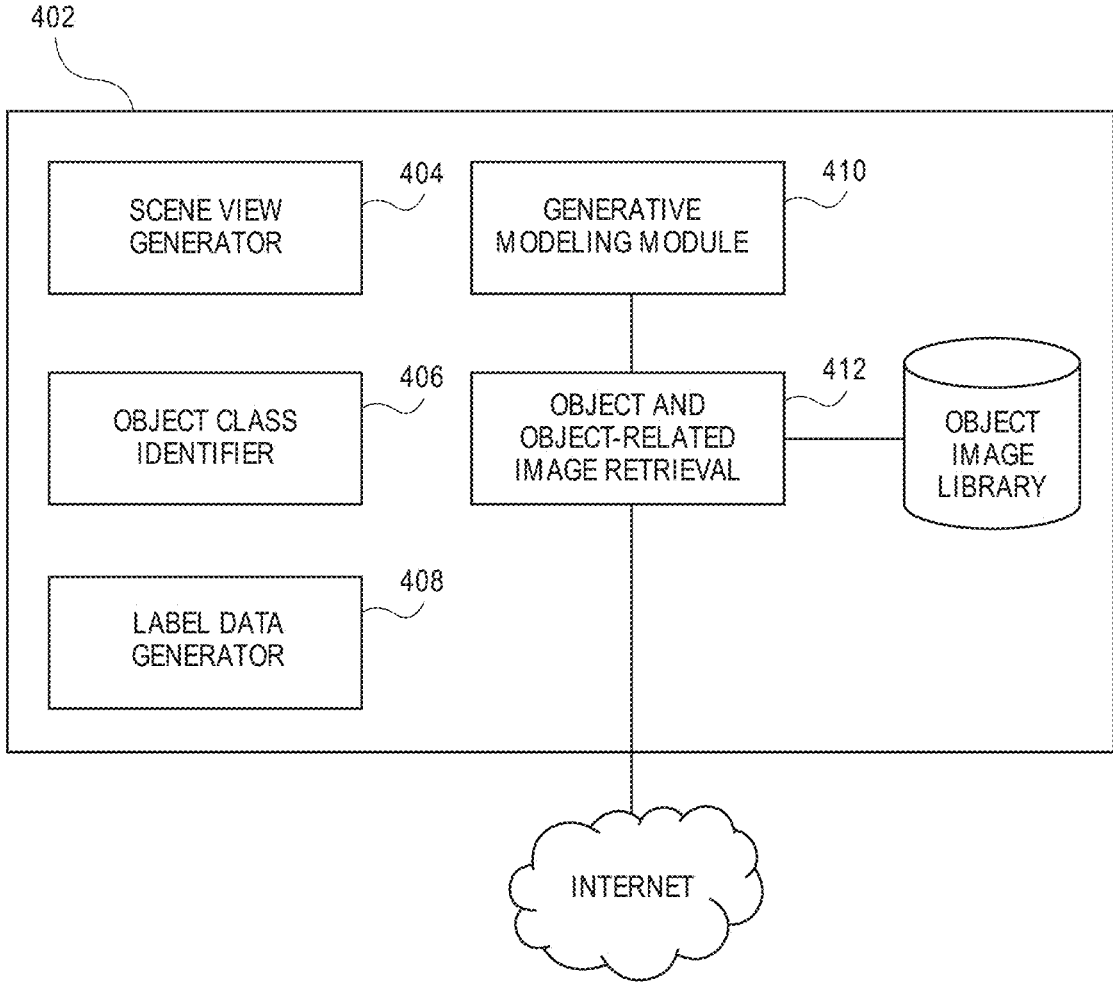 402
SCENE VIEW
GENERATOR
404
GENERATIVE
MODELING MODULE
410
OBJECT CLASS
IDENTIFIER
406
OBJECT AND
OBJECT-RELATED
IMAGE RETRIEVAL
412
OBJECT
IMAGE
LIBRARY
LABEL DATA
GENERATOR
408
INTERNET